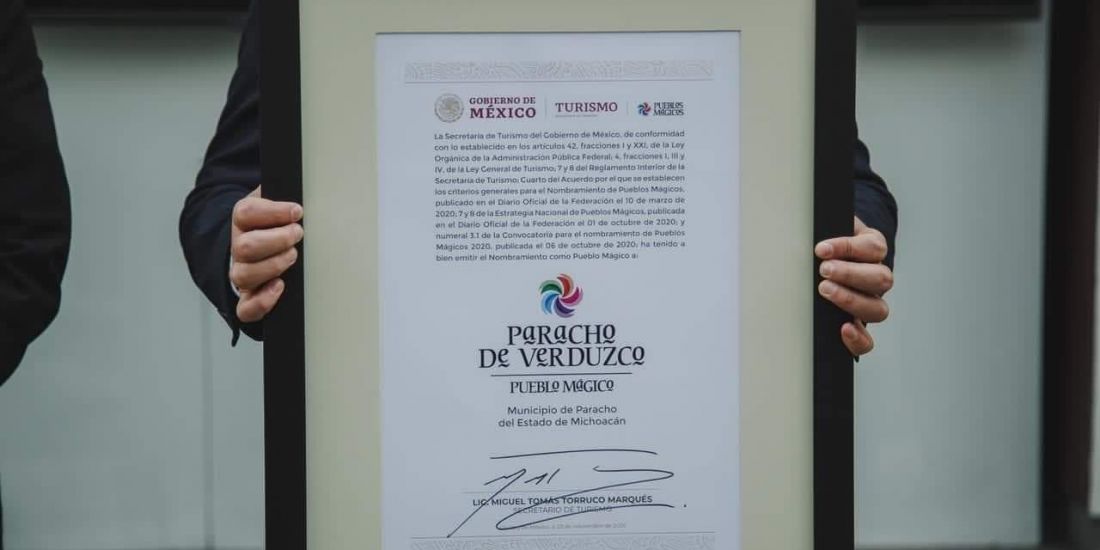 GOBIERNO DE
MÉXICO
TURISMO
PUEBLOS
MÁGICOS
La Secretaría de Turismo del Gobierno de México, de conformidad
con lo establecido en los artículos 42, fracciones I y XXI, de la Ley
Orgánica de la Administración Pública Federal; 4, fracciones I, III y
IV, de la Ley General de Turismo; 7 y 8 del Reglamento Interior de la
Secretaría de Turismo; Cuarto del Acuerdo por el que se establecen
los criterios generales para el Nombramiento de Pueblos Mágicos,
publicado en el Diario Oficial de la Federación el 10 de marzo de
2020; 7 y 8 de la Estrategia Nacional de Pueblos Mágicos, publicada
en el Diario Oficial de la Federación el 01 de octubre de 2020; y
numeral 3.1 de la Convocatoria para el nombramiento de Pueblos
Mágicos 2020, publicada el 06 de octubre de 2020; ha tenido a
bien emitir el Nombramiento como Pueblo Mágico a:
PARACHO
DE VERDUZCO
PUEBLO MÁGICO
Municipio de Paracho
del Estado de Michoacán
LIC. MIGUEL TOMÁS TORRUCO MARQUÉS
SECRETARIO DE TURISMO
de México, a de noviembre de 2020